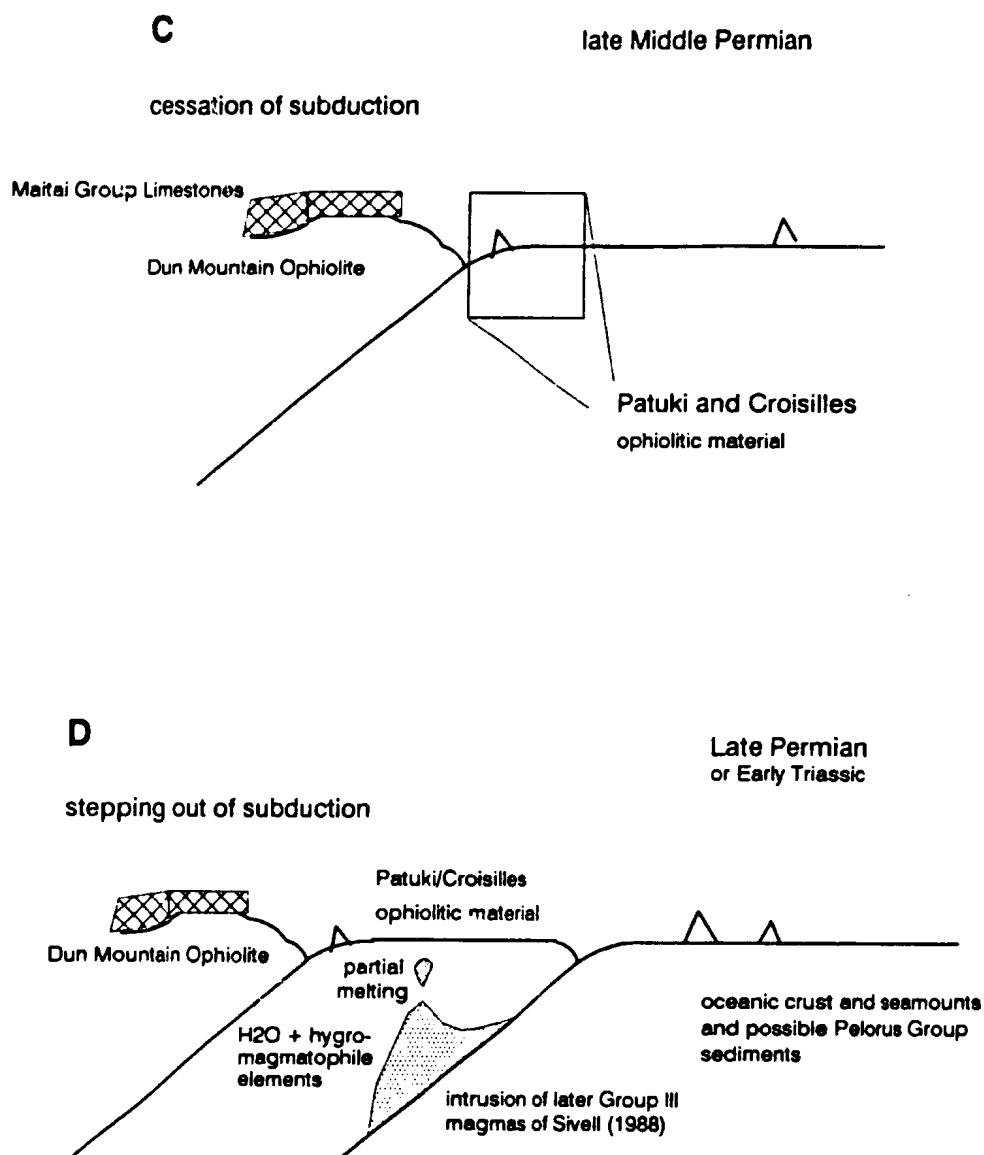 C
late Middle Permian
cessation of subduction
Maitai Group Limestones
Dun Mountain Ophiolite
Patuki and Croisilles
ophiolitic material
D
Late Permian
or Early Triassic
stepping out of subduction
Patuki/Croisilles
ophiolitic material
Dun Mountain Ophiolite
partial
melting
H2O + hygro-
magmatophile
elements
oceanic crust and seamounts
and possible Pelorus Group
sediments
intrusion of later Group III
magmas of Sivell (1988)